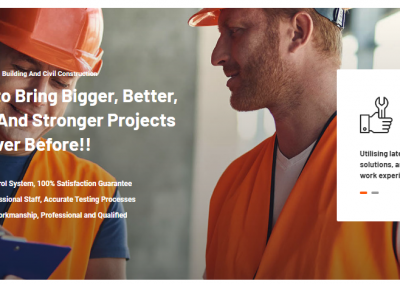 Building And Civil Construction
to Bring Bigger, Better,
And Stronger Projects
ver Before!!
rol System, 100% Satisfaction Guarantee
ssional Staff, Accurate Testing Processes
orkmanship, Professional and Qualified
Utilising late
solutions, a
work experi